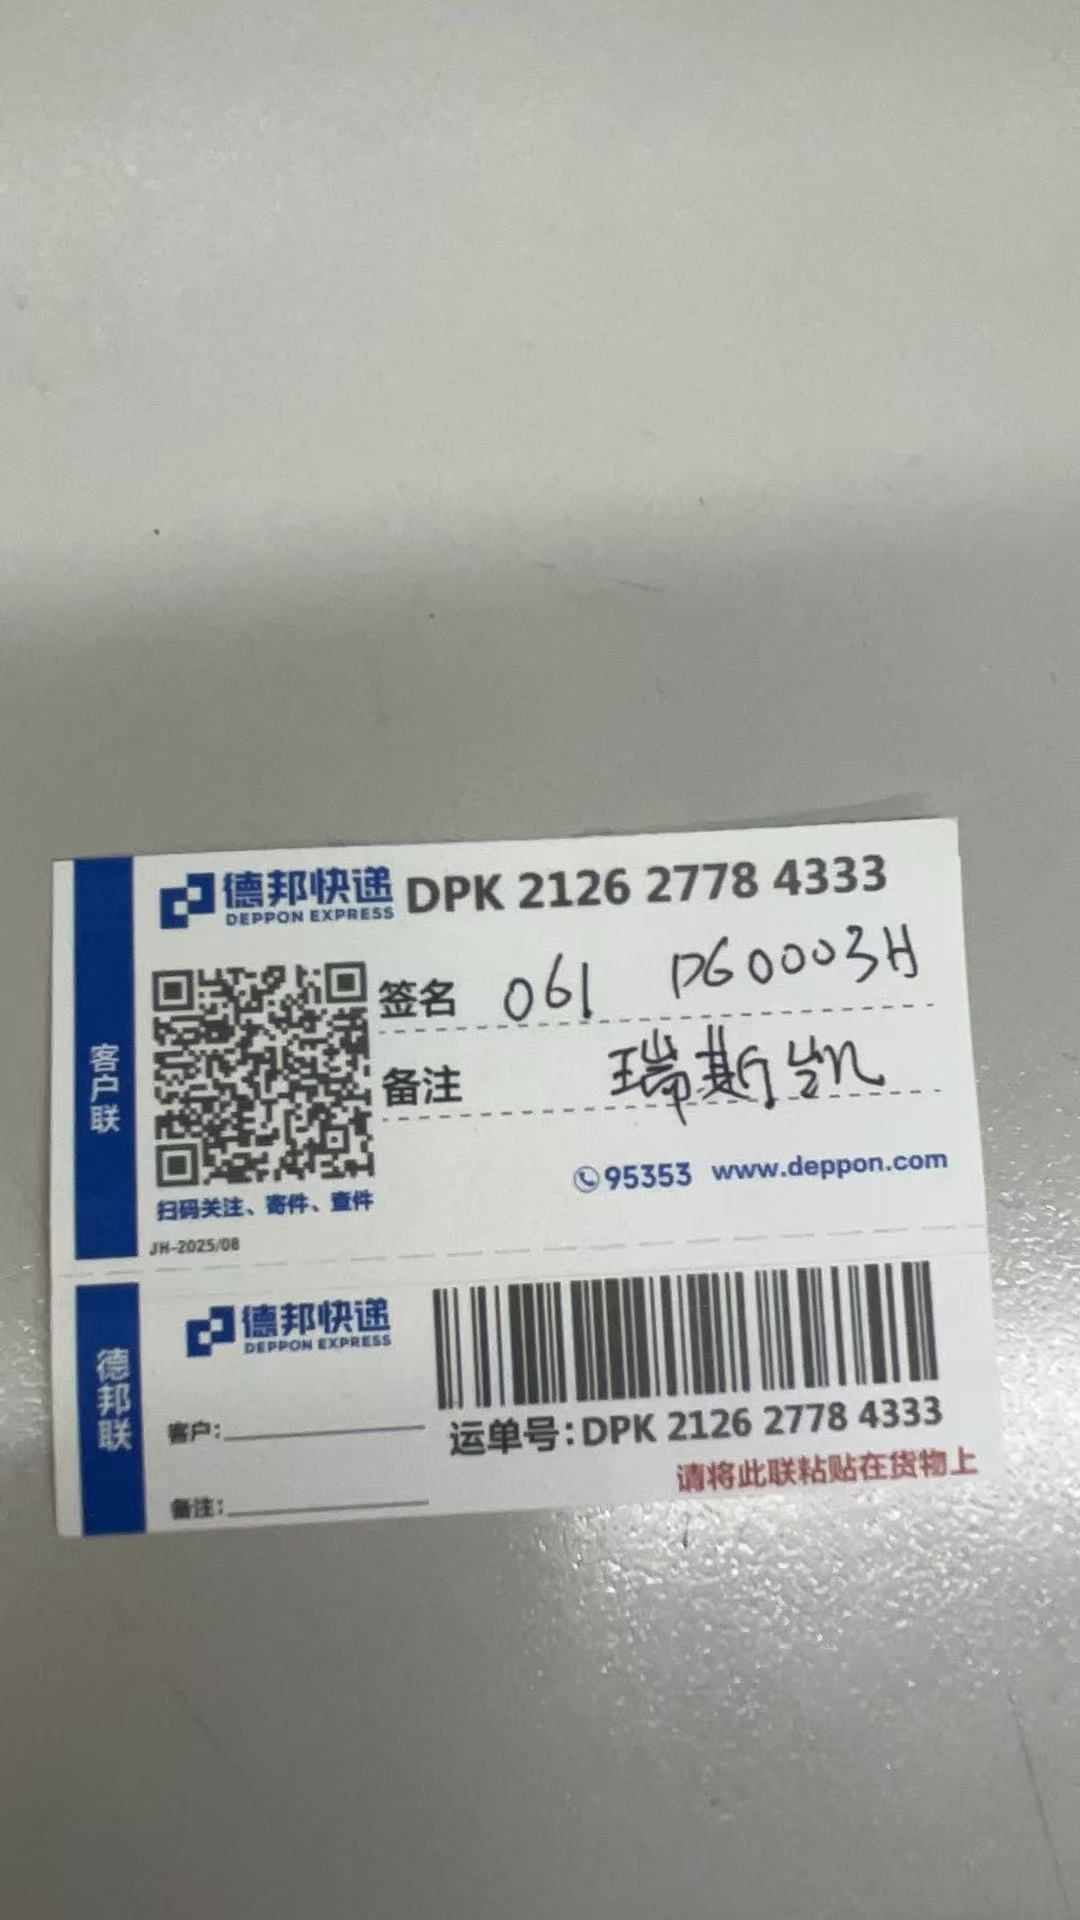 德邦快递 DPK 2126 2778 4333
DEPPON EXPRESS
签名 061 DG0003H
备注 瑞斯凯
客户联
95353 www.deppon.com
扫码关注、寄件、查件
JH-2025/08
德邦快递
DEPPON EXPRESS
德邦联
客户:
运单号:DPK 2126 2778 4333
请将此联粘贴在货物上
备注: